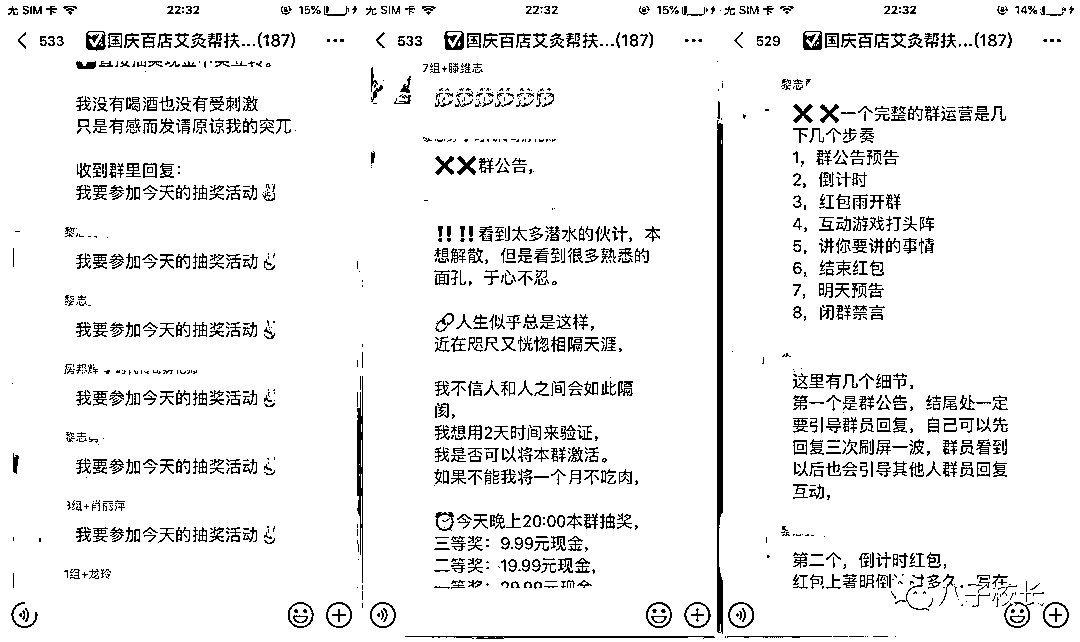 无 SIM 卡 22:32 15%
533 国庆百店艾灸帮扶...(187)
我没有喝酒也没有受刺激
只是有感而发请原谅我的突兀.
收到群里回复:
我要参加今天的抽奖活动✌
我要参加今天的抽奖活动✌
黎志
我要参加今天的抽奖活动✌
我要参加今天的抽奖活动✌
黎志
我要参加今天的抽奖活动✌
组+肖丽萍
我要参加今天的抽奖活动✌
1组+龙玲
无 SIM 卡 22:32 15%
533 国庆百店艾灸帮扶...(187)
7组+滕维志
❌❌群公告,
‼️‼️看到太多潜水的伙计，本
想解散，但是看到很多熟悉的
面孔，于心不忍。
🔗人生似乎总是这样,
近在咫尺又恍惚相隔天涯,
我不信人和人之间会如此隔
阂,
我想用2天时间来验证,
我是否可以将本群激活。
如果不能我将一个月不吃肉,
⏰今天晚上20:00本群抽奖,
三等奖：9.99元现金,
二等奖：19.99元现金,
一等奖：29.99元现金
无 SIM 卡 22:32 14%
529 国庆百店艾灸帮扶...(187)
❌ ❌一个完整的群运营是几
下几个步奏
1，群公告预告
2，倒计时
3，红包雨开群
4，互动游戏打头阵
5，讲你要讲的事情
6，结束红包
7，明天预告
8，闭群禁言
这里有几个细节,
第一个是群公告，结尾处一定
要引导群员回复，自己可以先
回复三次刷屏一波，群员看到
以后也会引导其他人群员回复
互动,
第二个，倒计时红包,
红包上著明倒
八子校长